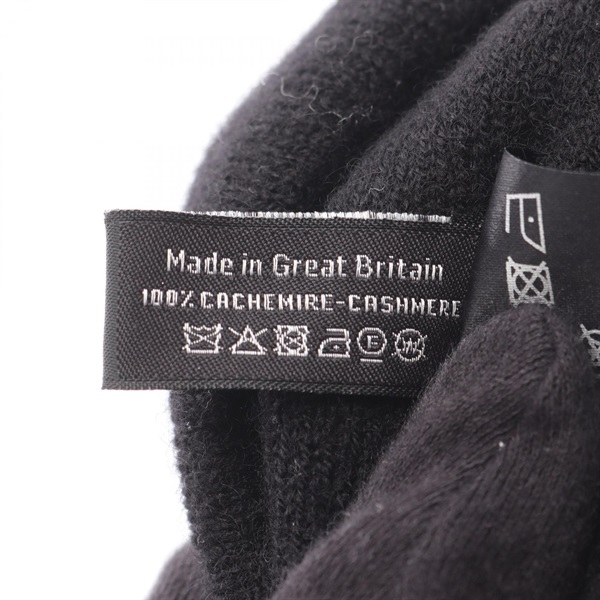 Made in Great Britain
100% CACHEMIRE-CASHMERE
E W